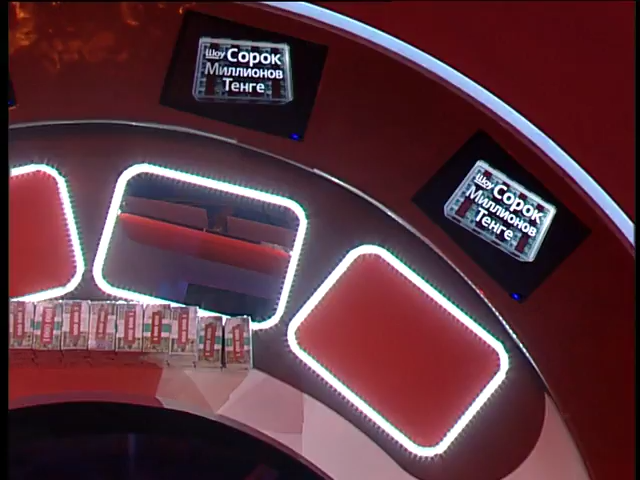 Шоу Сорок
Миллионов
Тенге
Шоу Сорок
Миллионов
Тенге